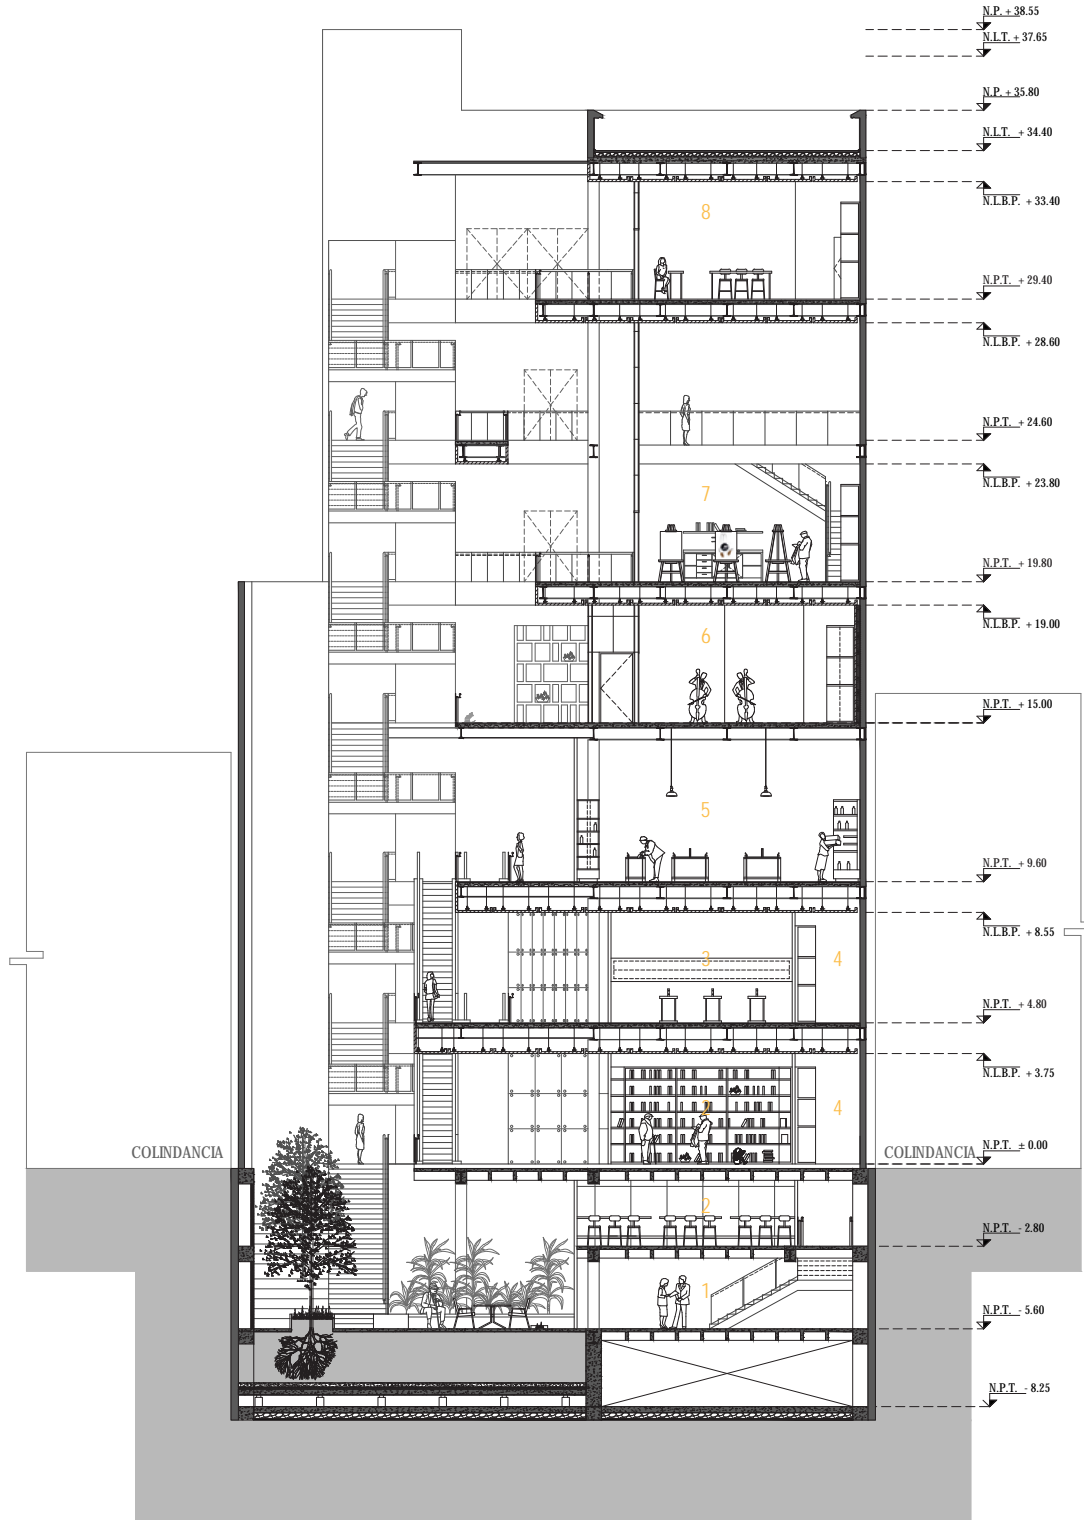 N.P. + 38.55
N.L.T. + 37.65
N.P. + 35.80
N.L.T. + 34.40
N.L.B.P. + 33.40
8
N.P.T. + 29.40
N.L.B.P. + 28.60
N.P.T. + 24.60
N.L.B.P. + 23.80
7
N.P.T. + 19.80
N.L.B.P. + 19.00
6
N.P.T. + 15.00
5
N.P.T. + 9.60
N.L.B.P. + 8.55
3
4
N.P.T. + 4.80
N.L.B.P. + 3.75
2
4
COLINDANCIA
COLINDANCIA
N.P.T. ± 0.00
2
N.P.T. - 2.80
1
N.P.T. - 5.60
N.P.T. - 8.25